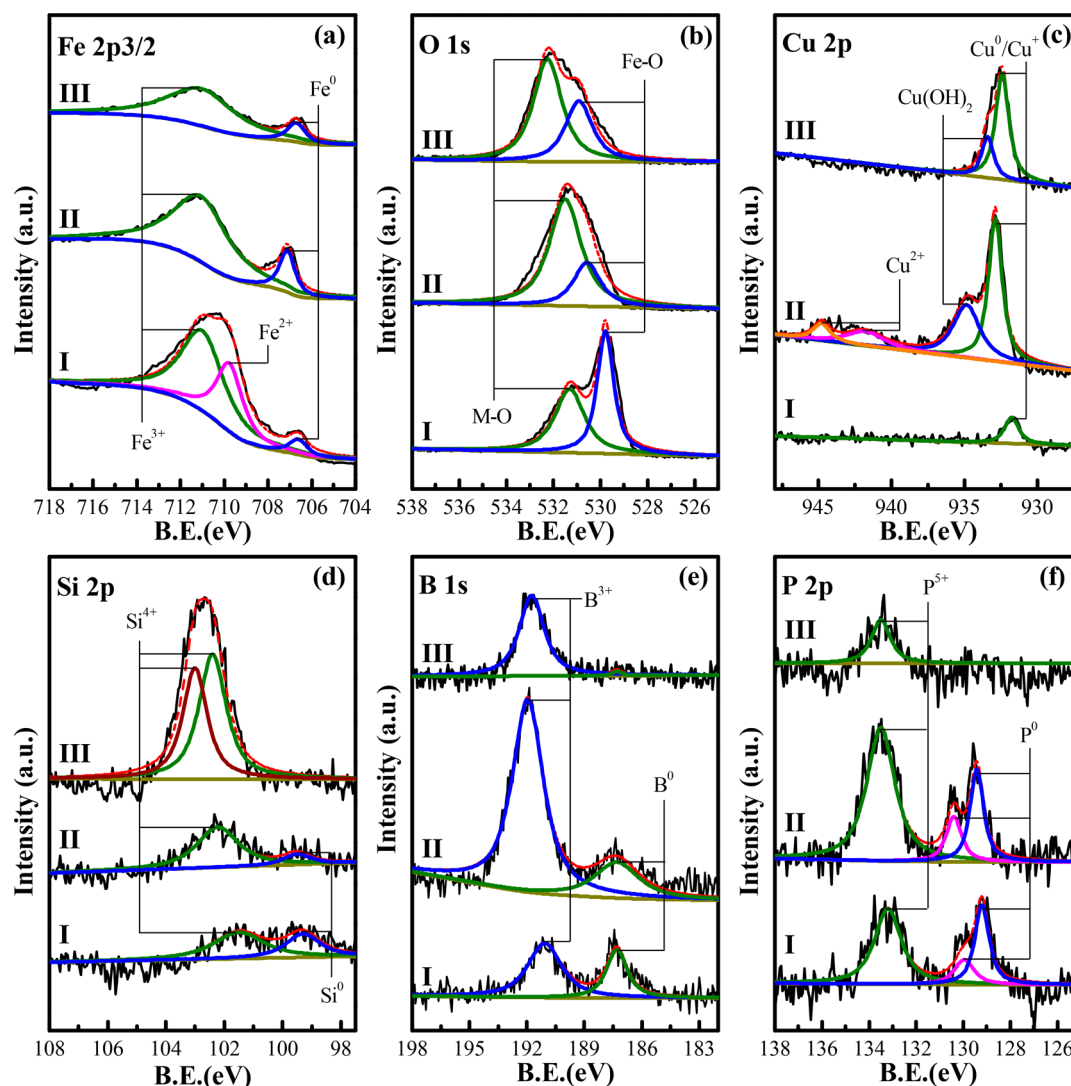 Fe 2p3/2
(a)
III
Fe⁰
II
Fe²⁺
I
Fe³⁺
Intensity (a.u.)
718 716 714 712 710 708 706 704
B.E.(eV)
O 1s
(b)
Fe-O
III
II
M-O
I
Intensity (a.u.)
538 536 534 532 530 528 526
B.E.(eV)
Cu 2p
Cu⁰/Cu⁺
(c)
Cu(OH)₂
III
Cu²⁺
II
I
Intensity (a.u.)
945 940 935 930
B.E.(eV)
Si 2p
(d)
Si⁴⁺
III
II
I
Si⁰
Intensity (a.u.)
108 106 104 102 100 98
B.E.(eV)
B 1s
(e)
B³⁺
III
B⁰
II
I
Intensity (a.u.)
198 195 192 189 186 183
B.E.(eV)
P 2p
P⁵⁺
(f)
III
P⁰
II
I
Intensity (a.u.)
138 136 134 132 130 128 126
B.E.(eV)